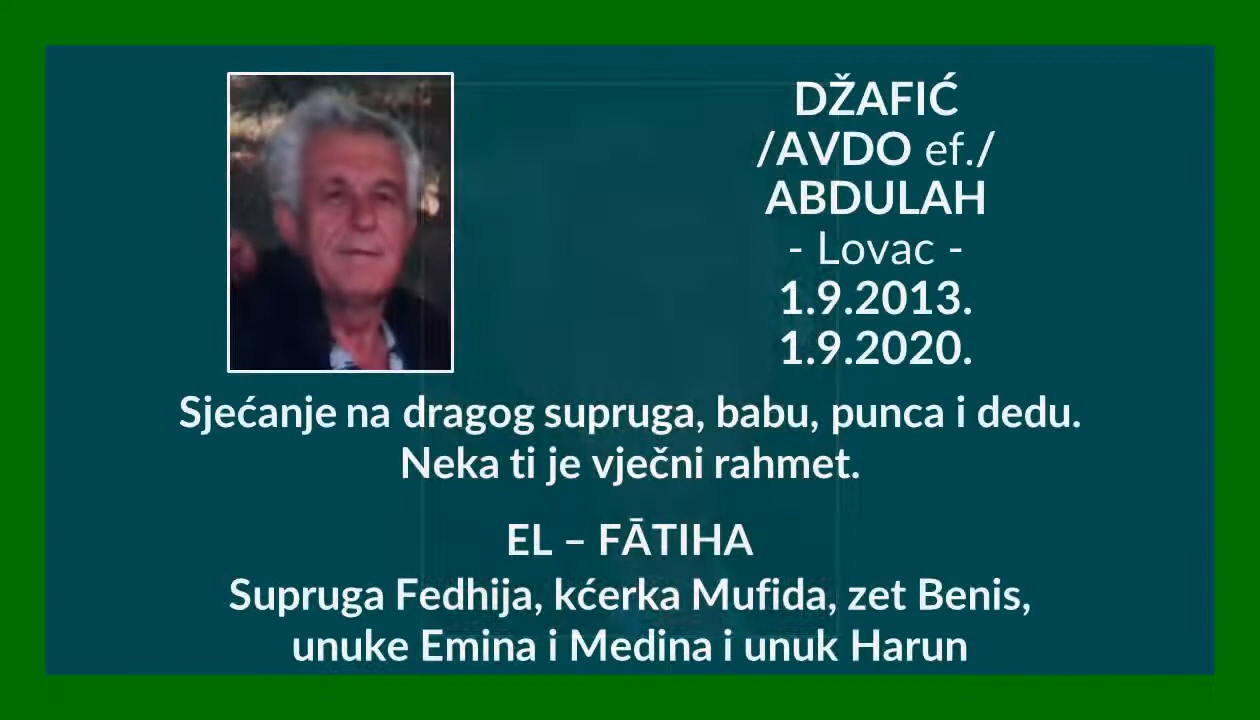 DŽAFIĆ
/AVDO ef./
ABDULAH
- Lovac -
1.9.2013.
1.9.2020.
Sjećanje na dragog supruga, babu, punca i dedu.
Neka ti je vječni rahmet.
EL – FĀTIHA
Supruga Fedhija, kćerka Mufida, zet Benis,
unuke Emina i Medina i unuk Harun